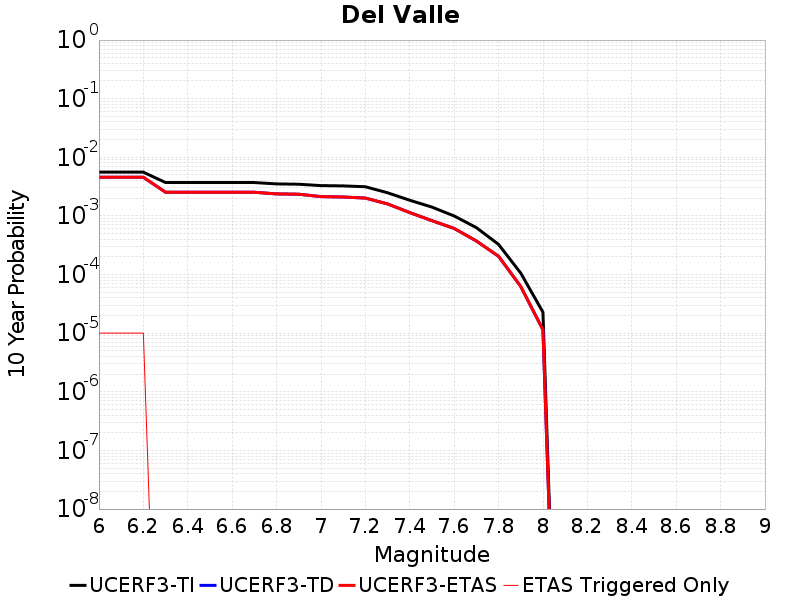 Del Valle
10 Year Probability
10^0
10^-1
10^-2
10^-3
10^-4
10^-5
10^-6
10^-7
10^-8
6 6.2 6.4 6.6 6.8 7 7.2 7.4 7.6 7.8 8 8.2 8.4 8.6 8.8 9
Magnitude
UCERF3-TI UCERF3-TD UCERF3-ETAS ETAS Triggered Only